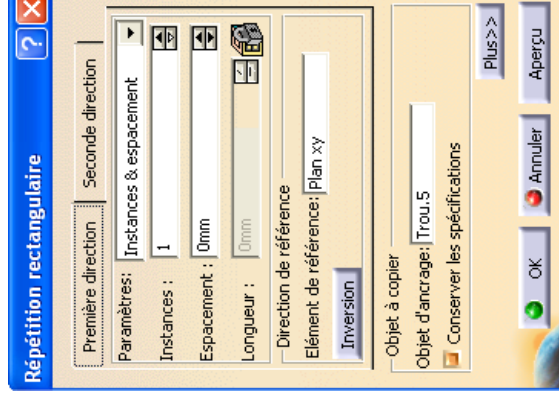 Répétition rectangulaire
Première direction Seconde direction
Paramètres: Instances & espacement
Instances : 1
Espacement : 0mm
Longueur : 0mm
Direction de référence
Elément de référence: Plan xy
Inversion
Objet à copier
Objet d'ancrage: Trou.5
Conserver les spécifications
Plus>>
OK Annuler Aperçu